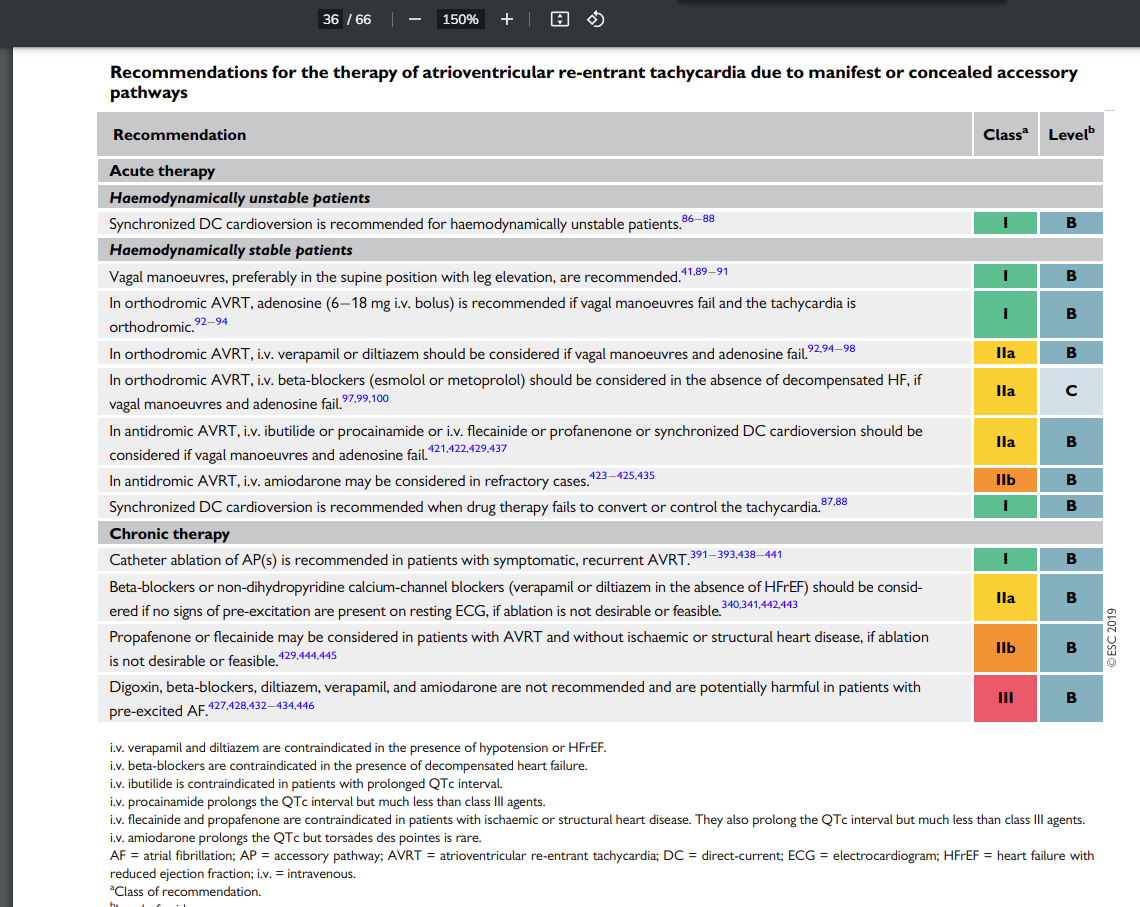 36 / 66
150%
Recommendations for the therapy of atrioventricular re-entrant tachycardia due to manifest or concealed accessory
pathways
Recommendation Classa Levelb
Acute therapy
Haemodynamically unstable patients
Synchronized DC cardioversion is recommended for haemodynamically unstable patients.86–88 I B
Haemodynamically stable patients
Vagal manoeuvres, preferably in the supine position with leg elevation, are recommended.41,89–91 I B
In orthodromic AVRT, adenosine (6–18 mg i.v. bolus) is recommended if vagal manoeuvres fail and the tachycardia is
orthodromic.92–94 I B
In orthodromic AVRT, i.v. verapamil or diltiazem should be considered if vagal manoeuvres and adenosine fail.92,94–98 IIa B
In orthodromic AVRT, i.v. beta-blockers (esmolol or metoprolol) should be considered in the absence of decompensated HF, if
vagal manoeuvres and adenosine fail.97,99,100 IIa C
In antidromic AVRT, i.v. ibutilide or procainamide or i.v. flecainide or profanenone or synchronized DC cardioversion should be
considered if vagal manoeuvres and adenosine fail.421,422,429,437 IIa B
In antidromic AVRT, i.v. amiodarone may be considered in refractory cases.423–425,435 IIb B
Synchronized DC cardioversion is recommended when drug therapy fails to convert or control the tachycardia.87,88 I B
Chronic therapy
Catheter ablation of AP(s) is recommended in patients with symptomatic, recurrent AVRT.391–393,438–441 I B
Beta-blockers or non-dihydropyridine calcium-channel blockers (verapamil or diltiazem in the absence of HFrEF) should be consid-
ered if no signs of pre-excitation are present on resting ECG, if ablation is not desirable or feasible.340,341,442,443 IIa B
Propafenone or flecainide may be considered in patients with AVRT and without ischaemic or structural heart disease, if ablation
is not desirable or feasible.429,444,445 IIb B
Digoxin, beta-blockers, diltiazem, verapamil, and amiodarone are not recommended and are potentially harmful in patients with
pre-excited AF.427,428,432–434,446 III B
© ESC 2019
i.v. verapamil and diltiazem are contraindicated in the presence of hypotension or HFrEF.
i.v. beta-blockers are contraindicated in the presence of decompensated heart failure.
i.v. ibutilide is contraindicated in patients with prolonged QTc interval.
i.v. procainamide prolongs the QTc interval but much less than class III agents.
i.v. flecainide and propafenone are contraindicated in patients with ischaemic or structural heart disease. They also prolong the QTc interval but much less than class III agents.
i.v. amiodarone prolongs the QTc but torsades des pointes is rare.
AF = atrial fibrillation; AP = accessory pathway; AVRT = atrioventricular re-entrant tachycardia; DC = direct-current; ECG = electrocardiogram; HFrEF = heart failure with
reduced ejection fraction; i.v. = intravenous.
aClass of recommendation.